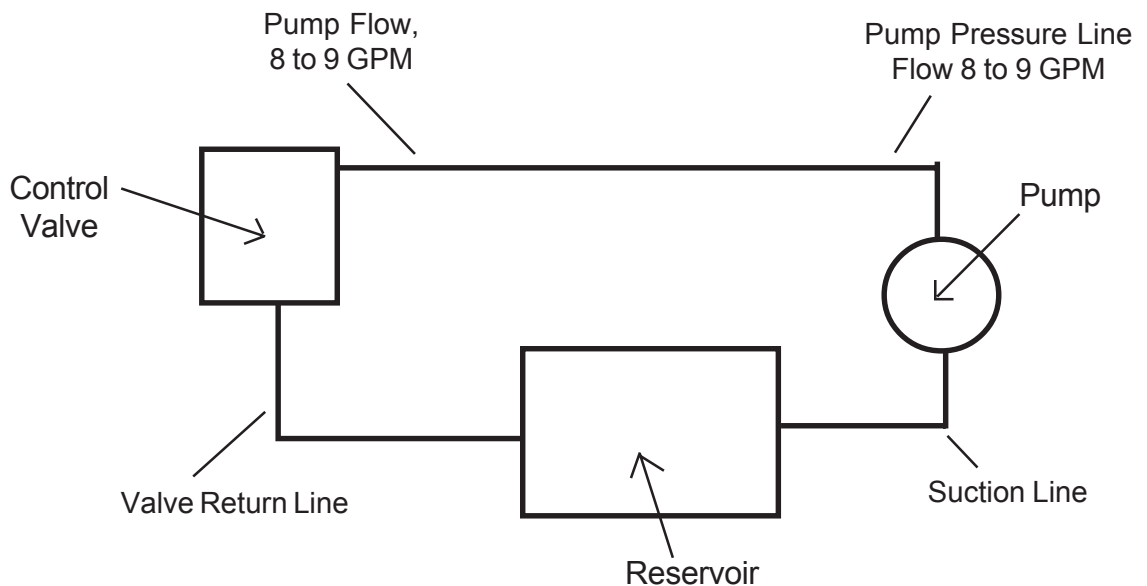 Pump Flow,
8 to 9 GPM
Pump Pressure Line
Flow 8 to 9 GPM
Control
Valve
Pump
Valve Return Line
Suction Line
Reservoir